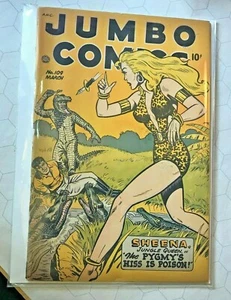 JUMBO
COMICS
10¢
No. 109
MARCH
SHEENA,
JUNGLE QUEEN, in
"The PYGMY'S
HISS IS POISON!"